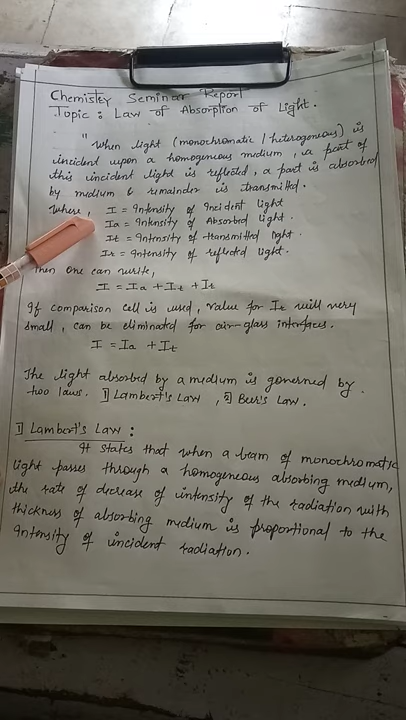 Chemistry Seminar Report
Topic : Law of Absorption of Light.
"When light (monochromatic / heterogeneous) is
incident upon a homogeneous medium, a part of
this incident light is reflected, a part is absorbed
by medium & remainder is transmitted.
Where, I = Intensity of Incident light
Ia = Intensity of Absorbed light.
It = Intensity of transmitted light.
Ir = Intensity of reflected light.
Then one can write,
I = Ia + It + Ir
If comparison cell is used, value for Ir will very
small, can be eliminated for air-glass interfaces.
I = Ia + It
The light absorbed by a medium is governed by
two laws. 1] Lambert's Law , 2] Beer's Law.
1] Lambert's Law :
It states that when a beam of monochromatic
light passes through a homogeneous absorbing medium,
the rate of decrease of intensity of the radiation with
thickness of absorbing medium is proportional to the
Intensity of incident radiation.